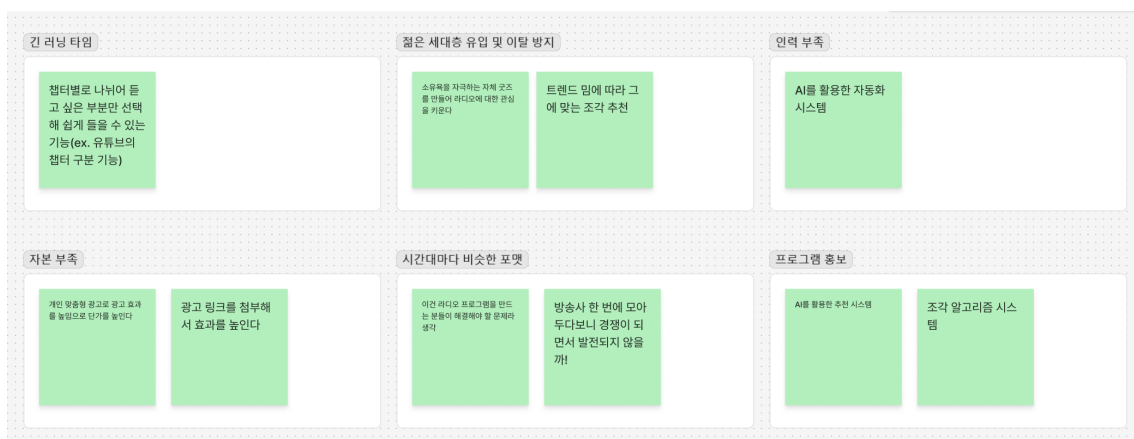 긴 러닝 타임
챕터별로 나뉘어 듣
고 싶은 부분만 선택
해 쉽게 들을 수 있는
기능(ex. 유튜브의
챕터 구분 기능)
젊은 세대층 유입 및 이탈 방지
소유욕을 자극하는 자체 굿즈
를 만들어 라디오에 대한 관심
을 키운다
트렌드 밈에 따라 그
에 맞는 조각 추천
인력 부족
AI를 활용한 자동화
시스템
자본 부족
개인 맞춤형 광고로 광고 효과
를 높임으로 단가를 높인다
광고 링크를 첨부해
서 효과를 높인다
시간대마다 비슷한 포맷
이건 라디오 프로그램을 만드
는 분들이 해결해야 할 문제라
생각
방송사 한 번에 모아
두다보니 경쟁이 되
면서 발전되지 않을
까!
프로그램 홍보
AI를 활용한 추천 시스템
조각 알고리즘 시스
템